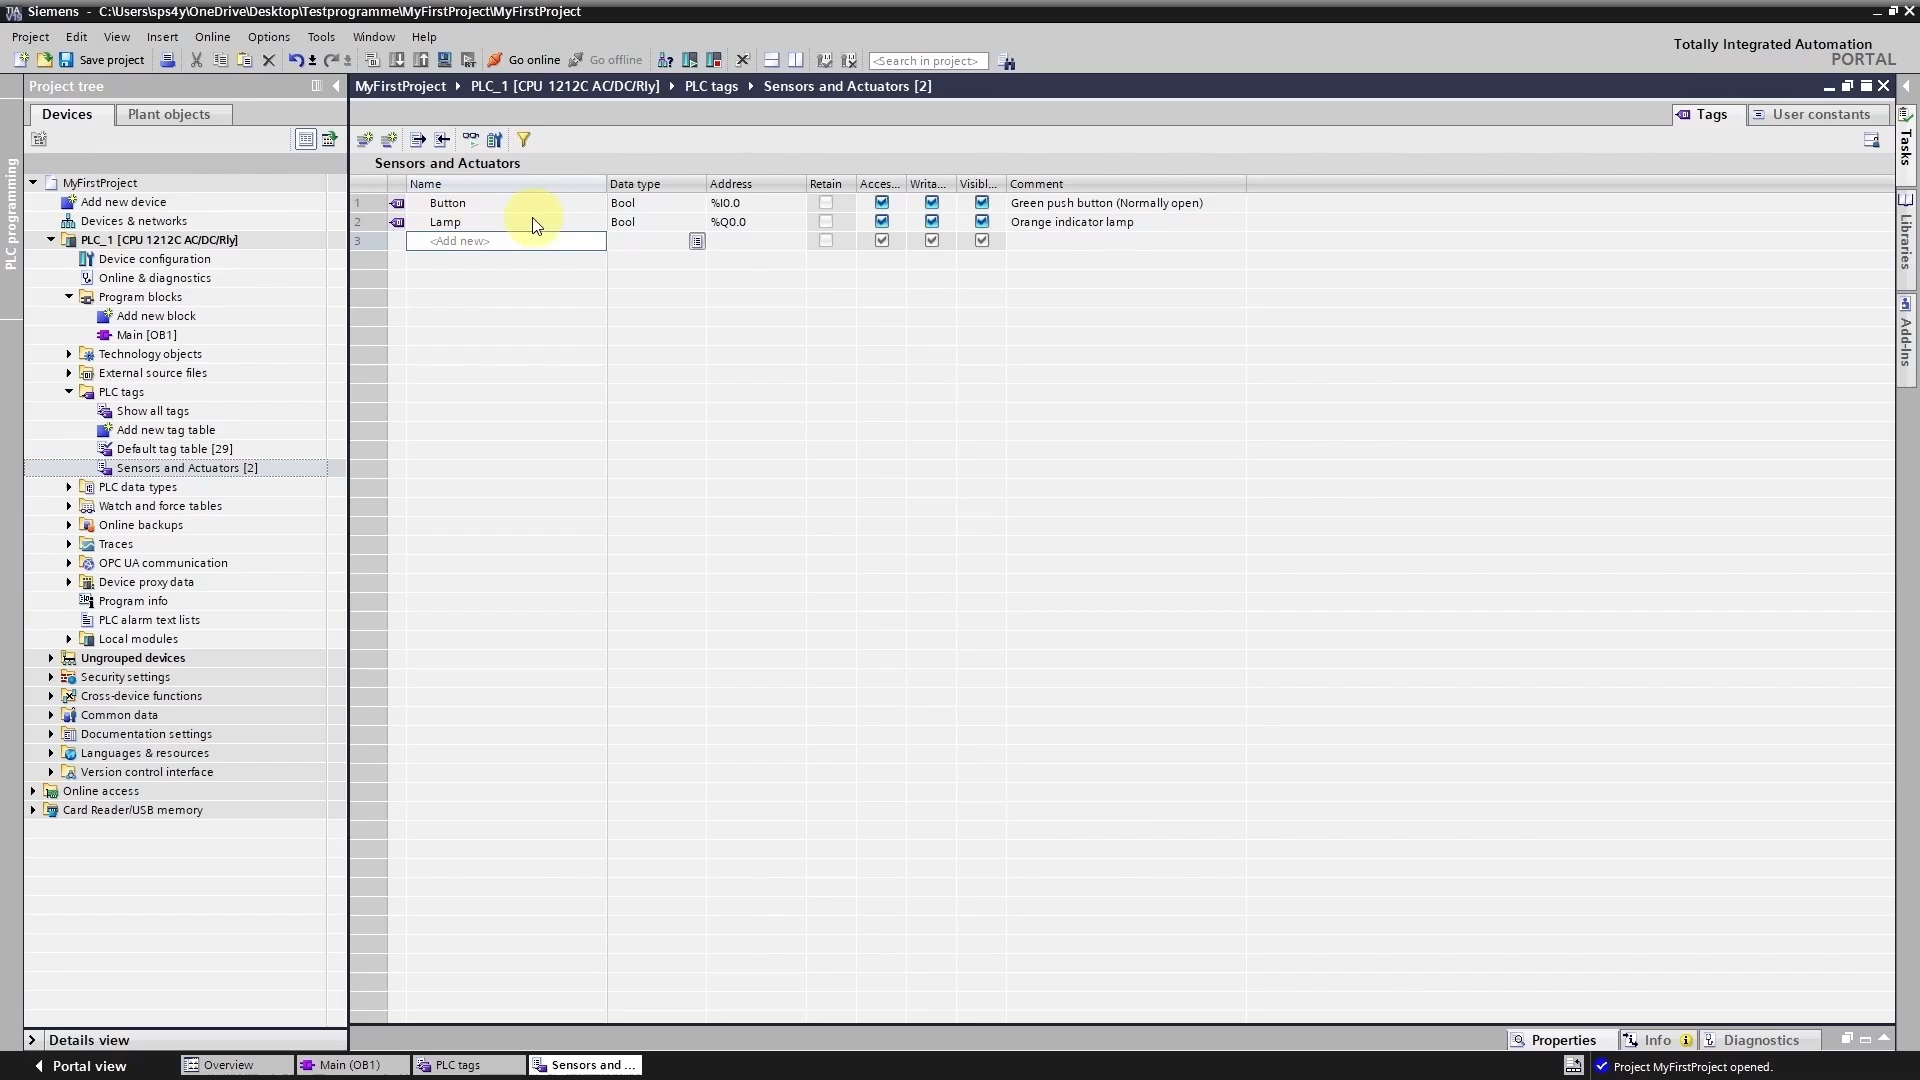 Siemens - C:\Users\sps4y\OneDrive\Desktop\Testprogramme\MyFirstProject\MyFirstProject
Project Edit View Insert Online Options Tools Window Help
Totally Integrated Automation
PORTAL
Save project Go online Go offline <Search in project>
Project tree
MyFirstProject PLC_1 [CPU 1212C AC/DC/Rly] PLC tags Sensors and Actuators [2]
Devices Plant objects
Tags User constants
Sensors and Actuators
Name Data type Address Retain Acces... Writa... Visibl... Comment
1 Button Bool %I0.0 Green push button (Normally open)
2 Lamp Bool %Q0.0 Orange indicator lamp
3 <Add new>
MyFirstProject
Add new device
Devices & networks
PLC_1 [CPU 1212C AC/DC/Rly]
Device configuration
Online & diagnostics
Program blocks
Add new block
Main [OB1]
Technology objects
External source files
PLC tags
Show all tags
Add new tag table
Default tag table [29]
Sensors and Actuators [2]
PLC data types
Watch and force tables
Online backups
Traces
OPC UA communication
Device proxy data
Program info
PLC alarm text lists
Local modules
Ungrouped devices
Security settings
Cross-device functions
Common data
Documentation settings
Languages & resources
Version control interface
Online access
Card Reader/USB memory
PLC programming
Tasks
Libraries
Add-Ins
Details view
Properties Info Diagnostics
Portal view Overview Main (OB1) PLC tags Sensors and ... Project MyFirstProject opened.